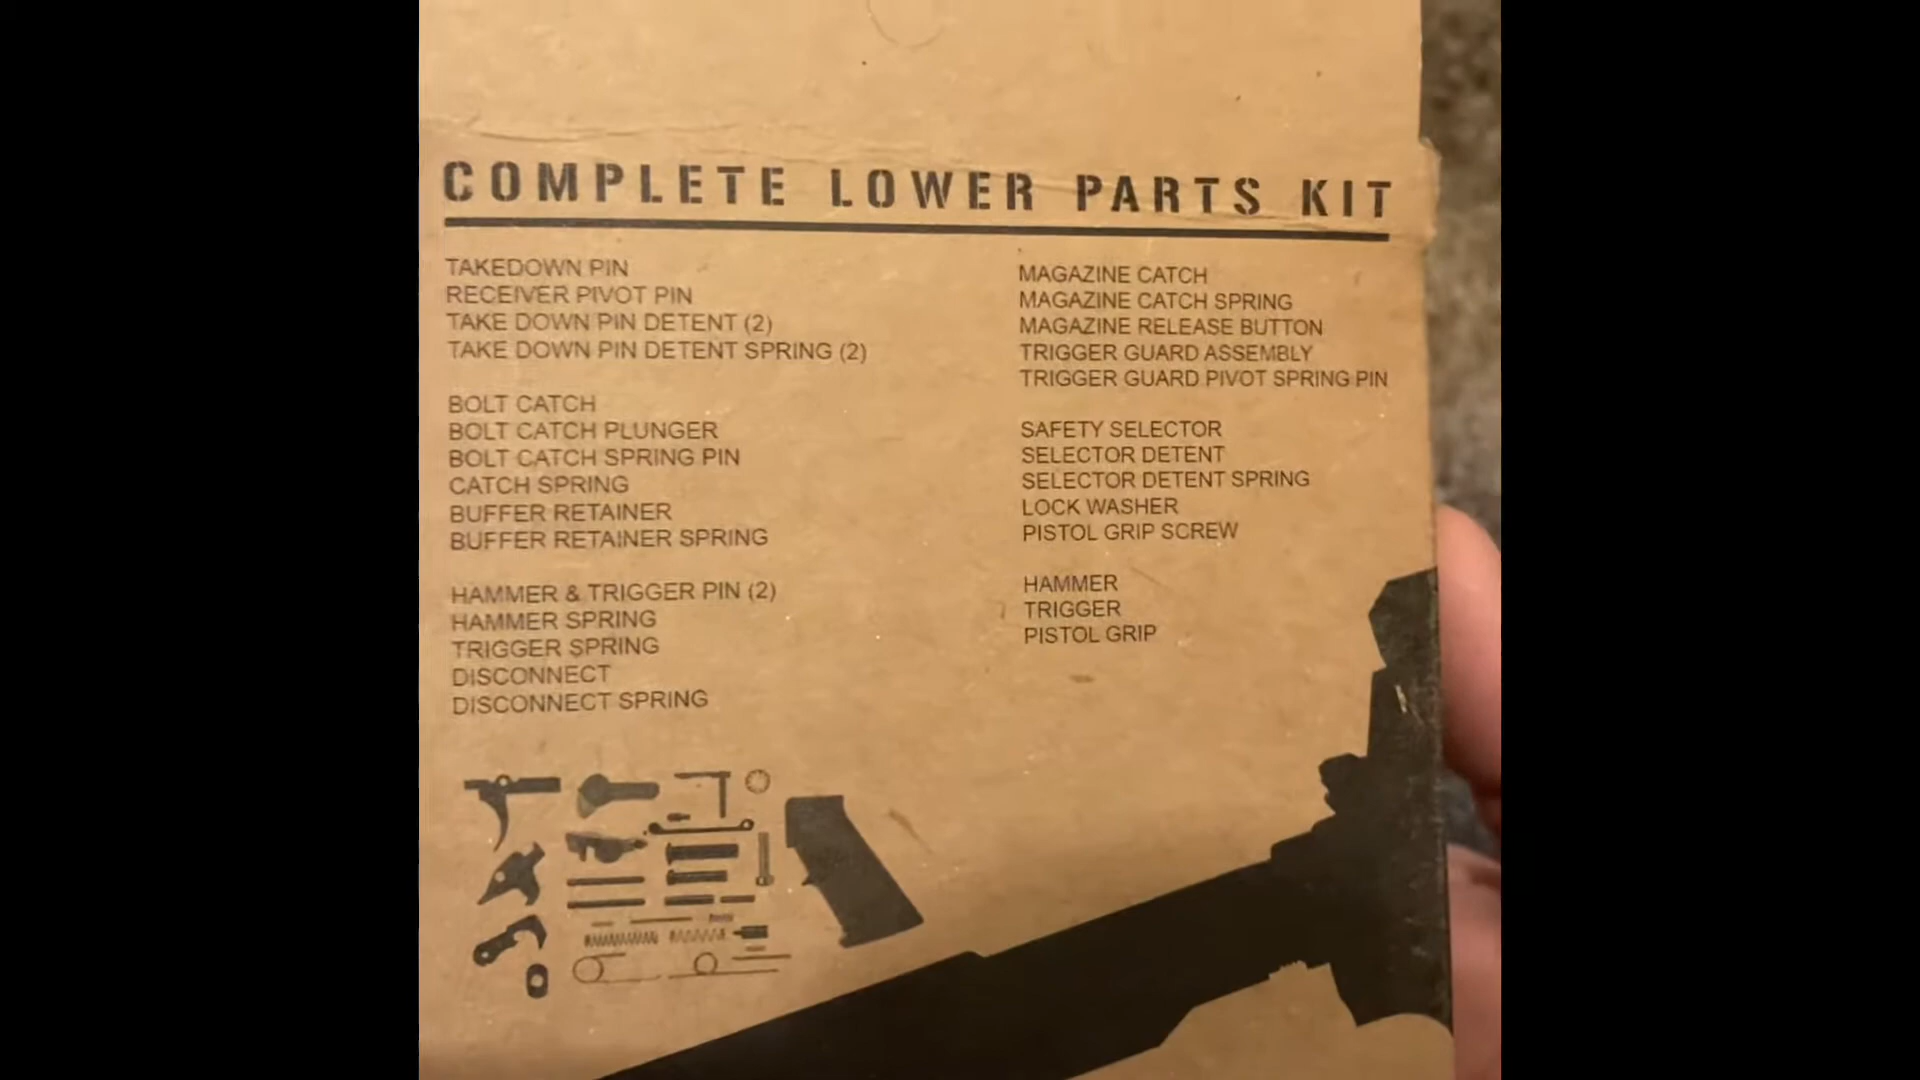 COMPLETE LOWER PARTS KIT
TAKEDOWN PIN
RECEIVER PIVOT PIN
TAKE DOWN PIN DETENT (2)
TAKE DOWN PIN DETENT SPRING (2)
BOLT CATCH
BOLT CATCH PLUNGER
BOLT CATCH SPRING PIN
CATCH SPRING
BUFFER RETAINER
BUFFER RETAINER SPRING
HAMMER & TRIGGER PIN (2)
HAMMER SPRING
TRIGGER SPRING
DISCONNECT
DISCONNECT SPRING
MAGAZINE CATCH
MAGAZINE CATCH SPRING
MAGAZINE RELEASE BUTTON
TRIGGER GUARD ASSEMBLY
TRIGGER GUARD PIVOT SPRING PIN
SAFETY SELECTOR
SELECTOR DETENT
SELECTOR DETENT SPRING
LOCK WASHER
PISTOL GRIP SCREW
HAMMER
TRIGGER
PISTOL GRIP